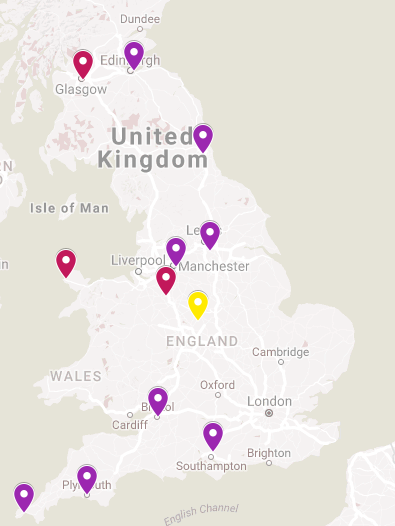 Dundee
Edinburgh
Glasgow
United
Kingdom
Isle of Man
Liverpool
Manchester
ENGLAND
WALES
Cambridge
Oxford
London
Bristol
Cardiff
Southampton
Brighton
Plymouth
English Channel